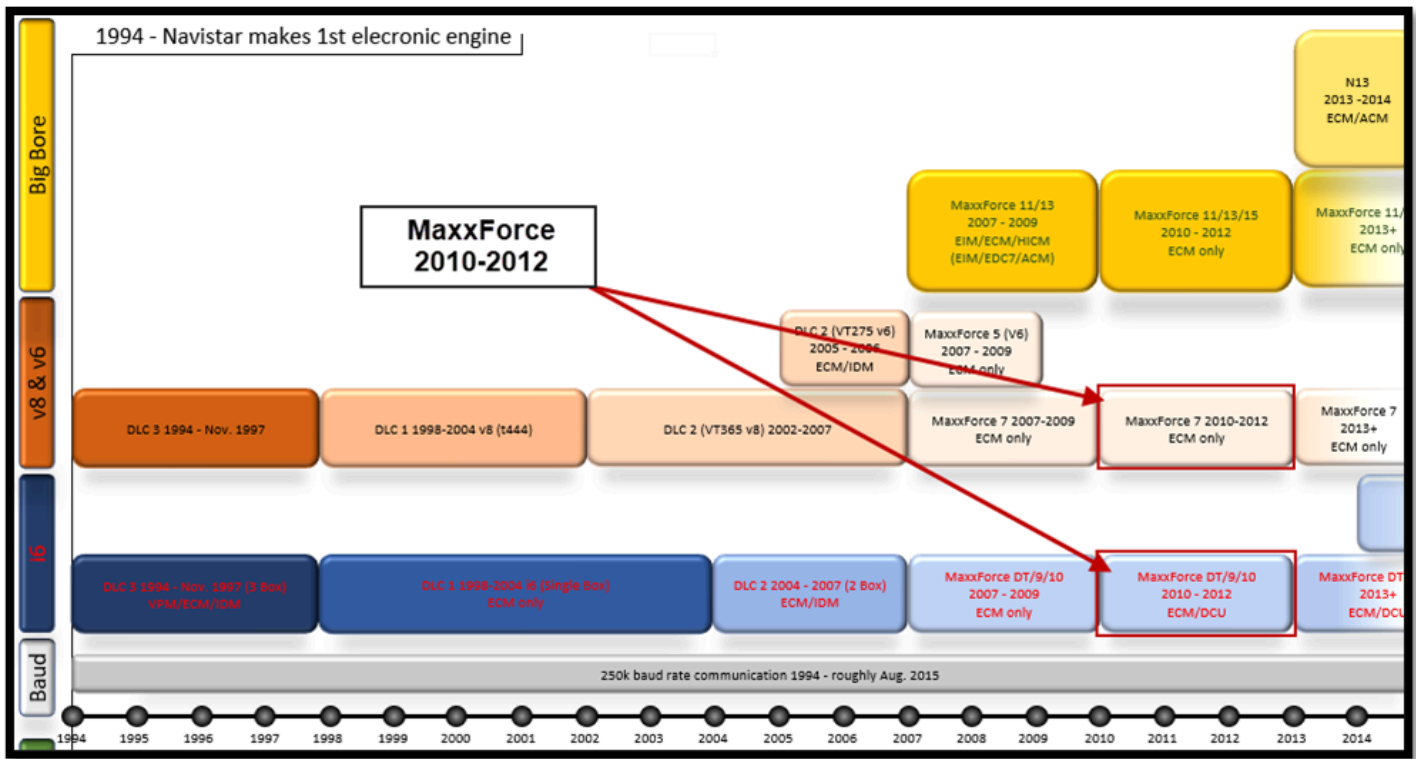 1994 - Navistar makes 1st elecronic engine
Big Bore
N13
2013 -2014
ECM/ACM
MaxxForce 11/13
2007 - 2009
EIM/ECM/HICM
(EIM/EDC7/ACM)
MaxxForce 11/13/15
2010 - 2012
ECM only
MaxxForce 11/
2013+
ECM only
MaxxForce
2010-2012
v8 & v6
DLC 2 (VT275 v6)
2005 - 2006
ECM/IDM
MaxxForce 5 (V6)
2007 - 2009
ECM only
DLC 3 1994 - Nov. 1997
DLC 1 1998-2004 v8 (t444)
DLC 2 (VT365 v8) 2002-2007
MaxxForce 7 2007-2009
ECM only
MaxxForce 7 2010-2012
ECM only
MaxxForce 7
2013+
ECM only
i6
DLC 3 1994 - Nov. 1997 (3 Box)
VPM/ECM/IDM
DLC 1 1998-2004 i6 (Single Box)
ECM only
DLC 2 2004 - 2007 (2 Box)
ECM/IDM
MaxxForce DT/9/10
2007 - 2009
ECM only
MaxxForce DT/9/10
2010 - 2012
ECM/DCU
MaxxForce DT
2013+
ECM/DCU
Baud
250k baud rate communication 1994 - roughly Aug. 2015
1994 1995 1996 1997 1998 1999 2000 2001 2002 2003 2004 2005 2006 2007 2008 2009 2010 2011 2012 2013 2014